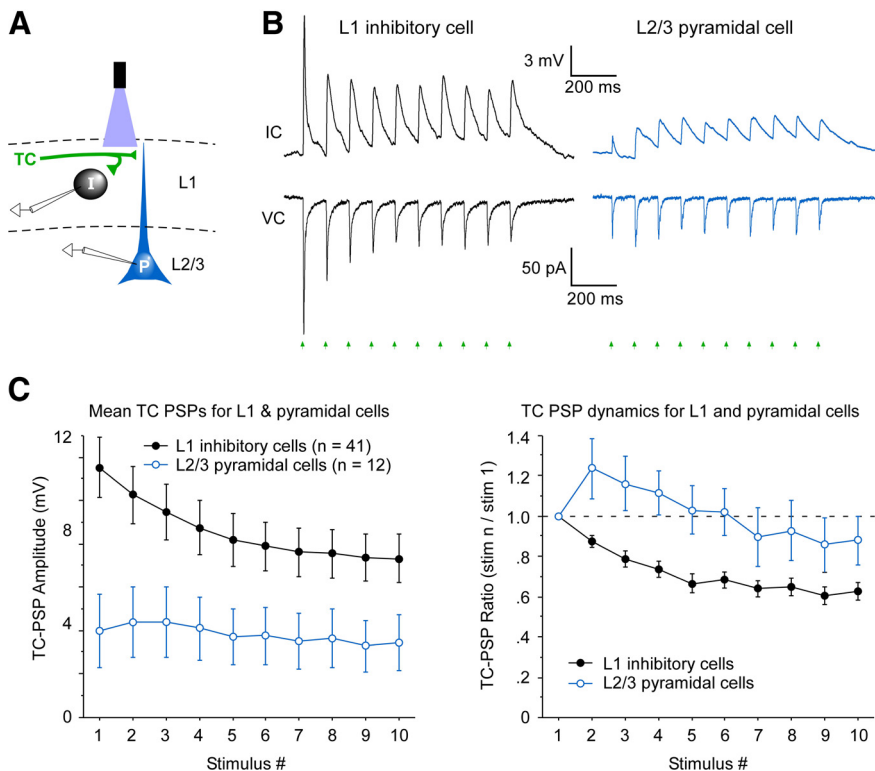 A
TC
I
L1
P
L2/3
B
L1 inhibitory cell
L2/3 pyramidal cell
3 mV
200 ms
IC
VC
50 pA
200 ms
200 ms
C
Mean TC PSPs for L1 & pyramidal cells
12
8
4
0
TC-PSP Amplitude (mV)
L1 inhibitory cells (n = 41)
L2/3 pyramidal cells (n = 12)
1 2 3 4 5 6 7 8 9 10
Stimulus #
TC PSP dynamics for L1 and pyramidal cells
1.4
1.2
1.0
.8
.6
.4
.2
0
TC-PSP Ratio (stim n / stim 1)
L1 inhibitory cells
L2/3 pyramidal cells
1 2 3 4 5 6 7 8 9 10
Stimulus #